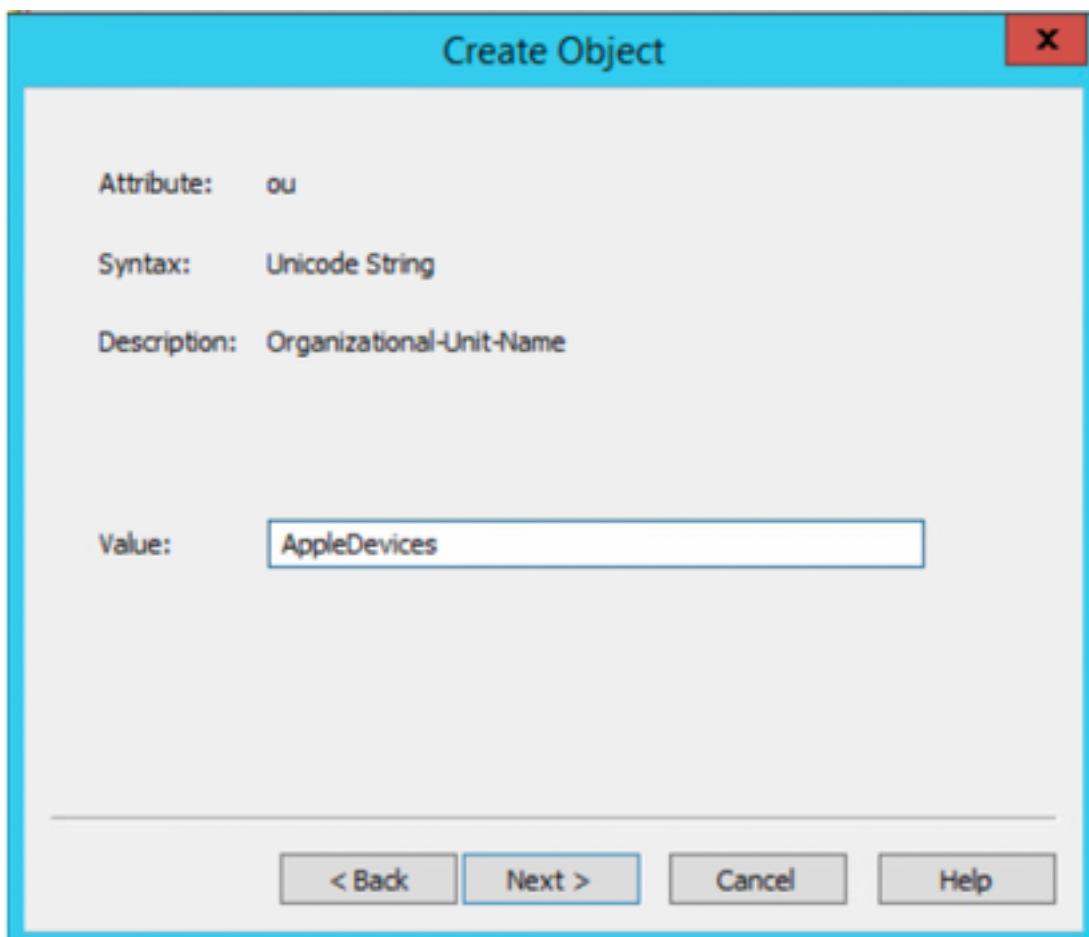 Create Object
x
Attribute: ou
Syntax: Unicode String
Description: Organizational-Unit-Name
Value: AppleDevices
< Back Next > Cancel Help